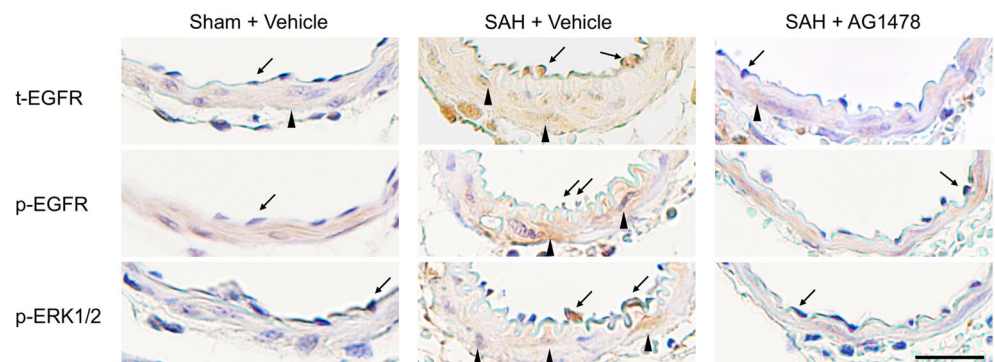 Sham + Vehicle
SAH + Vehicle
SAH + AG1478
t-EGFR
p-EGFR
p-ERK1/2